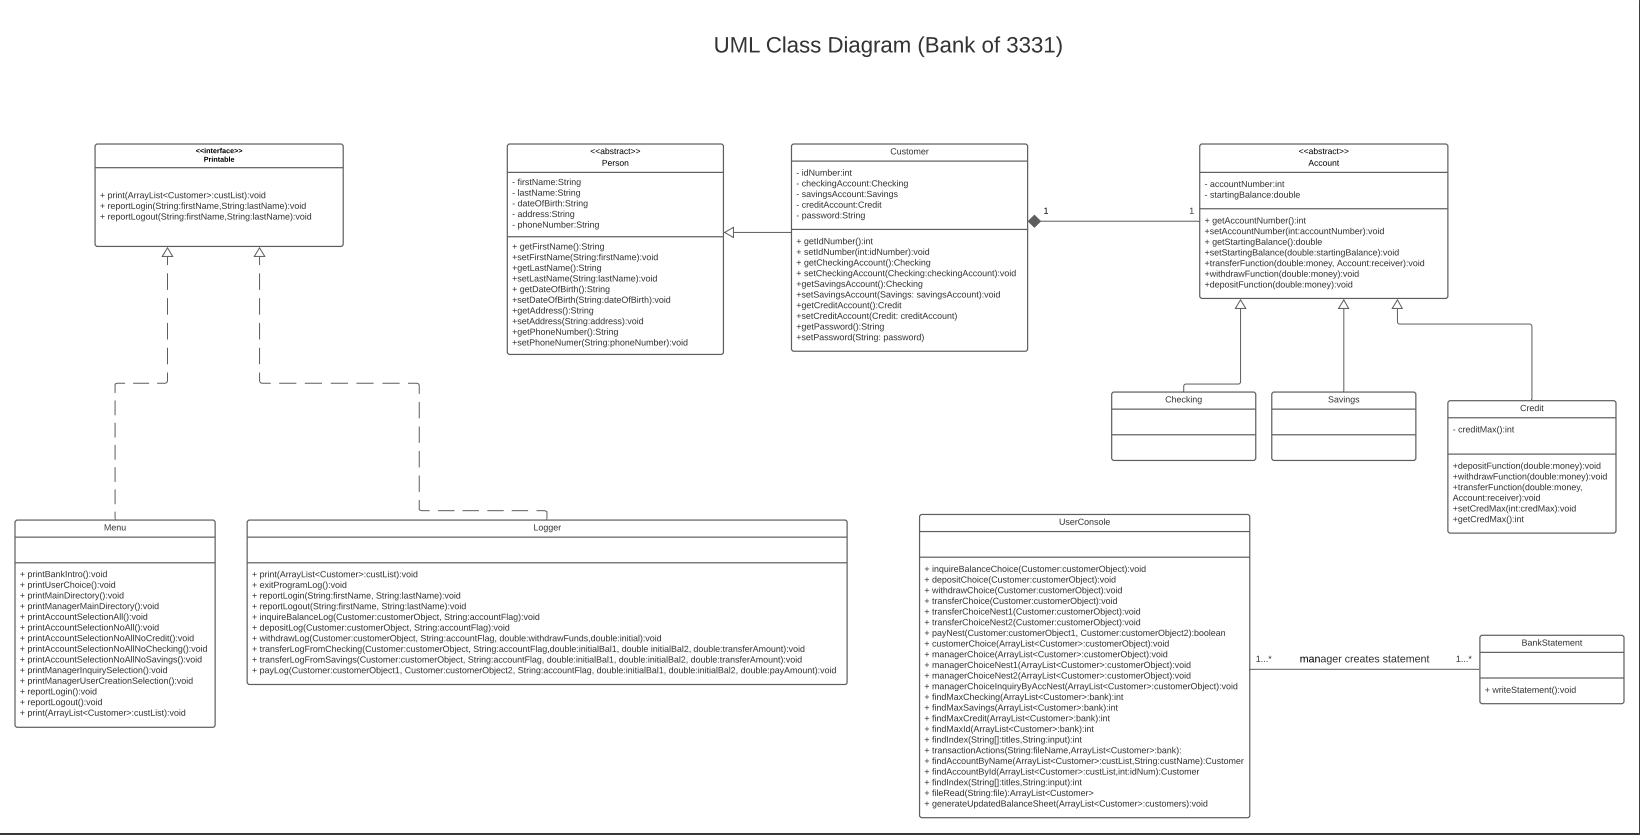 UML Class Diagram (Bank of 3331)
<<interface>>
Printable
+ print(ArrayList<Customer>:custList):void
+ reportLogin(String:firstName,String:lastName):void
+ reportLogout(String:firstName,String:lastName):void
<<abstract>>
Person
- firstName:String
- lastName:String
- dateOfBirth:String
- address:String
- phoneNumber:String
+ getFirstName():String
+setFirstName(String:firstName):void
+getLastName():String
+setLastName(String:lastName):void
+ getDateOfBirth():String
+setDateOfBirth(String:dateOfBirth):void
+getAddress():String
+setAddress(String:address):void
+getPhoneNumber():String
+setPhoneNumer(String:phoneNumber):void
Customer
- idNumber:int
- checkingAccount:Checking
- savingsAccount:Savings
- creditAccount:Credit
- password:String
+ getIdNumber():int
+ setIdNumber(int:idNumber):void
+ getCheckingAccount():Checking
+ setCheckingAccount(Checking:checkingAccount):void
+getSavingsAccount():Checking
+setSavingsAccount(Savings: savingsAccount):void
+getCreditAccount():Credit
+setCreditAccount(Credit: creditAccount)
+getPassword():String
+setPassword(String: password)
1
1
<<abstract>>
Account
- accountNumber:int
- startingBalance:double
+ getAccountNumber():int
+setAccountNumber(int:accountNumber):void
+ getStartingBalance():double
+setStartingBalance(double:startingBalance):void
+transferFunction(double:money, Account:receiver):void
+withdrawFunction(double:money):void
+depositFunction(double:money):void
Checking
Savings
Credit
- creditMax():int
+depositFunction(double:money):void
+withdrawFunction(double:money):void
+transferFunction(double:money,
Account:receiver):void
+setCredMax(int:credMax):void
+getCredMax():int
Menu
+ printBankIntro():void
+ printUserChoice():void
+ printMainDirectory():void
+ printManagerMainDirectory():void
+ printAccountSelectionAll():void
+ printAccountSelectionNoAll():void
+ printAccountSelectionNoAllNoCredit():void
+ printAccountSelectionNoAllNoChecking():void
+ printAccountSelectionNoAllNoSavings():void
+ printManagerInquirySelection():void
+ printManagerUserCreationSelection():void
+ reportLogin():void
+ reportLogout():void
+ print(ArrayList<Customer>:custList):void
Logger
+ print(ArrayList<Customer>:custList):void
+ exitProgramLog():void
+ reportLogin(String:firstName, String:lastName):void
+ reportLogout(String:firstName, String:lastName):void
+ inquireBalanceLog(Customer:customerObject, String:accountFlag):void
+ depositLog(Customer:customerObject, String:accountFlag):void
+ withdrawLog(Customer:customerObject, String:accountFlag, double:withdrawFunds,double:initial):void
+ transferLogFromChecking(Customer:customerObject, String:accountFlag,double:initialBal1, double initialBal2, double:transferAmount):void
+ transferLogFromSavings(Customer:customerObject, String:accountFlag, double:initialBal1, double:initialBal2, double:transferAmount):void
+ payLog(Customer:customerObject1, Customer:customerObject2, String:accountFlag, double:initialBal1, double:initialBal2, double:payAmount):void
UserConsole
+ inquireBalanceChoice(Customer:customerObject):void
+ depositChoice(Customer:customerObject):void
+ withdrawChoice(Customer:customerObject):void
+ transferChoice(Customer:customerObject):void
+ transferChoiceNest1(Customer:customerObject):void
+ transferChoiceNest2(Customer:customerObject):void
+ payNest(Customer:customerObject1, Customer:customerObject2):boolean
+ customerChoice(ArrayList<Customer>:customerObject):void
+ managerChoice(ArrayList<Customer>:customerObject):void
+ managerChoiceNest1(ArrayList<Customer>:customerObject):void
+ managerChoiceNest2(ArrayList<Customer>:customerObject):void
+ managerChoiceInquiryByAccNest(ArrayList<Customer>:customerObject):void
+ findMaxChecking(ArrayList<Customer>:bank):int
+ findMaxSavings(ArrayList<Customer>:bank):int
+ findMaxCredit(ArrayList<Customer>:bank):int
+ findMaxId(ArrayList<Customer>:bank):int
+ findIndex(String[]:titles,String:input):int
+ transactionActions(String:fileName,ArrayList<Customer>:bank):
+ findAccountByName(ArrayList<Customer>:custList,String:custName):Customer
+ findAccountById(ArrayList<Customer>:custList,int:idNum):Customer
+ findIndex(String[]:titles,String:input):int
+ fileRead(String:file):ArrayList<Customer>
+ generateUpdatedBalanceSheet(ArrayList<Customer>:customers):void
1...*
manager creates statement
1...*
BankStatement
+ writeStatement():void